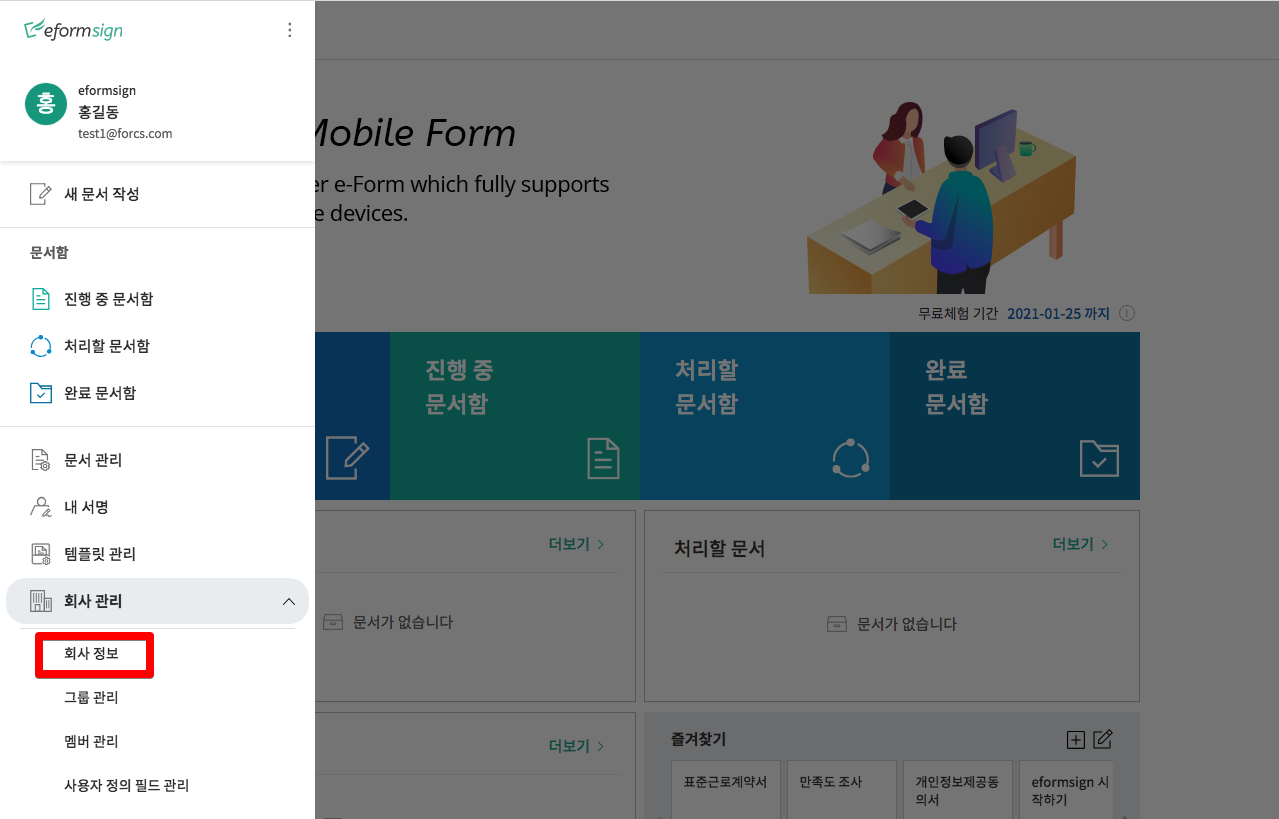 eformsign
홍
eformsign
홍길동
test1@forcs.com
새 문서 작성
문서함
진행 중 문서함
처리할 문서함
완료 문서함
문서 관리
내 서명
템플릿 관리
회사 관리
회사 정보
그룹 관리
멤버 관리
사용자 정의 필드 관리
Mobile Form
er e-Form which fully supports
e devices.
무료체험 기간 2021-01-25 까지
진행 중
문서함
처리할
문서함
완료
문서함
더보기
문서가 없습니다
처리할 문서
더보기
문서가 없습니다
더보기
즐겨찾기
표준근로계약서
만족도 조사
개인정보제공동
의서
eformsign 시
작하기